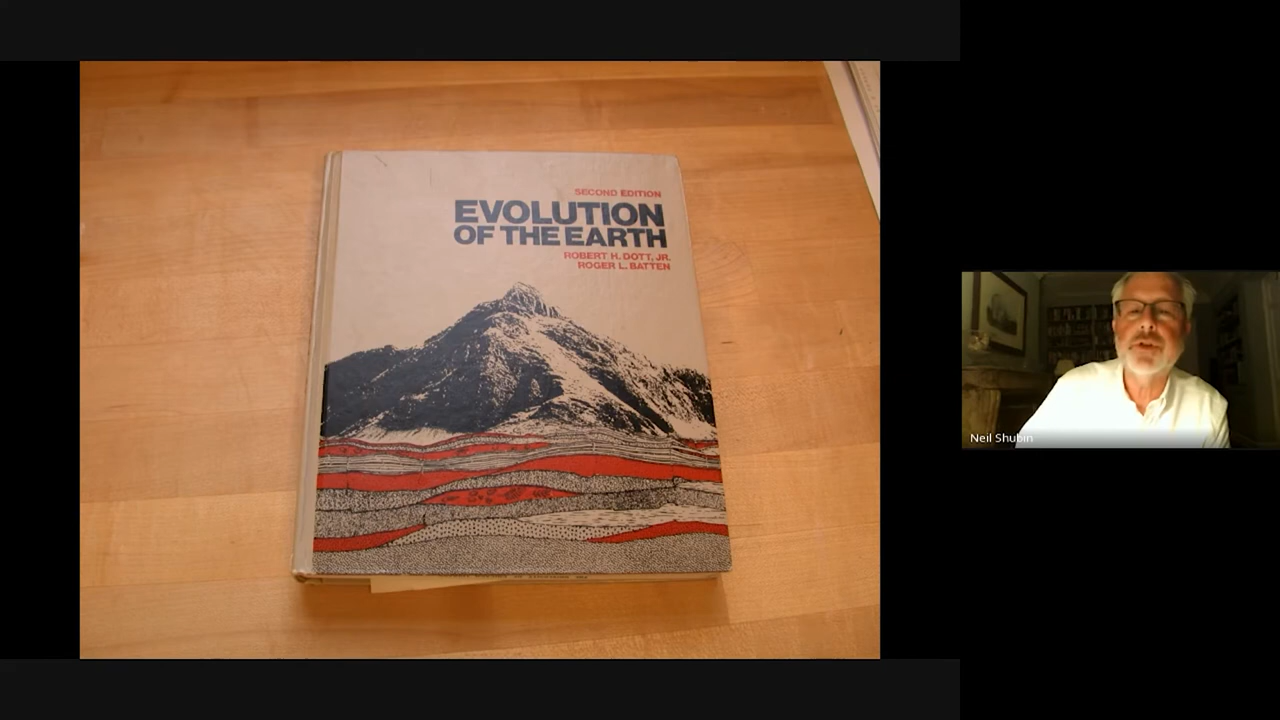 SECOND EDITION
EVOLUTION
OF THE EARTH
ROBERT H. DOTT, JR.
ROGER L. BATTEN
Neil Shubin